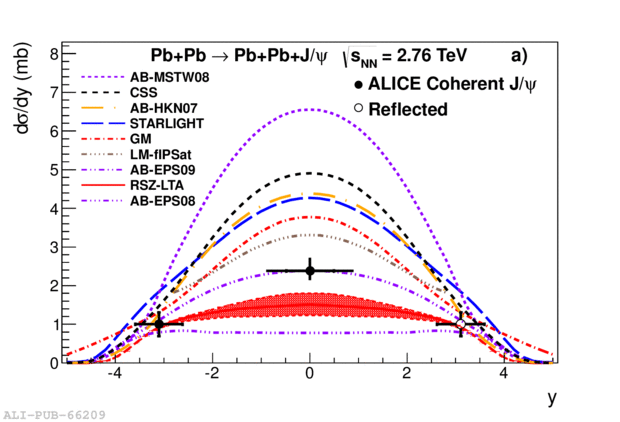 Pb+Pb → Pb+Pb+J/ψ √sNN = 2.76 TeV a)
ALICE Coherent J/ψ
Reflected
AB-MSTW08
CSS
AB-HKN07
STARLIGHT
GM
LM-fIPSat
AB-EPS09
RSZ-LTA
AB-EPS08
dσ/dy (mb)
8
7
6
5
4
3
2
1
0
-4 -2 0 2 4
y
ALI-PUB-66209